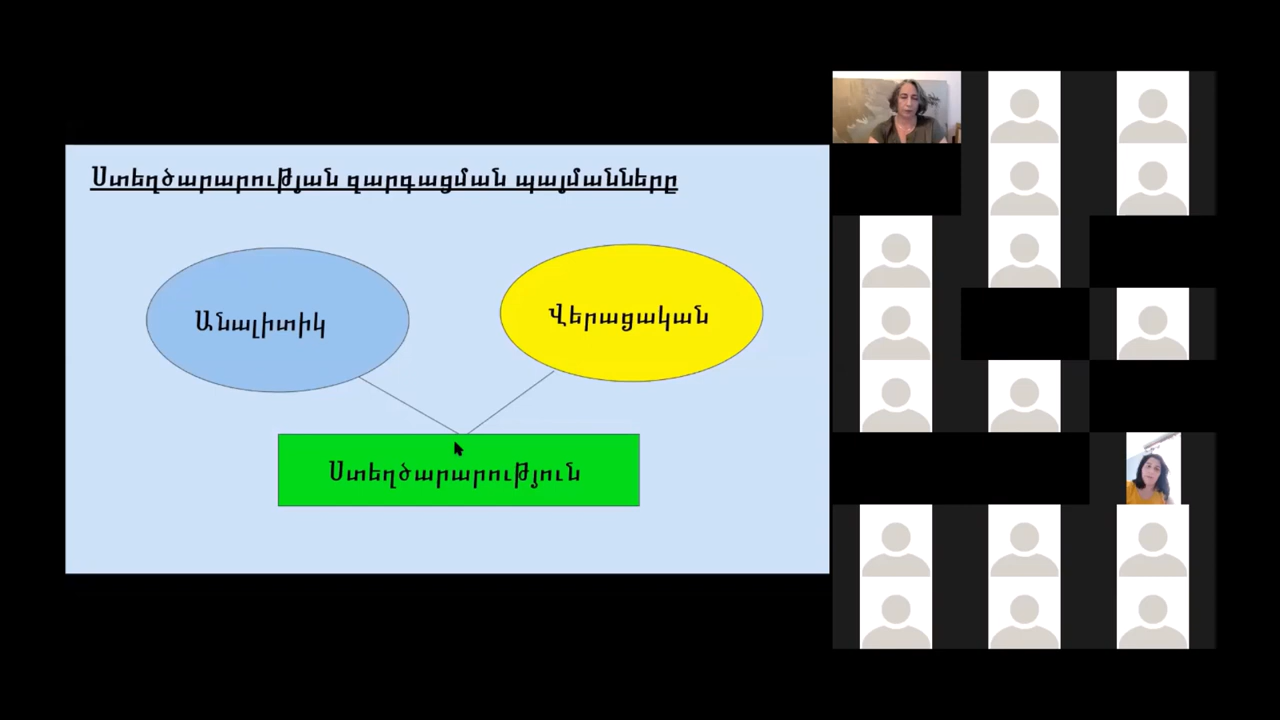 Ստեղծարարության զարգացման պայմանները
Անալիտիկ
Վերացական
Ստեղծարարություն